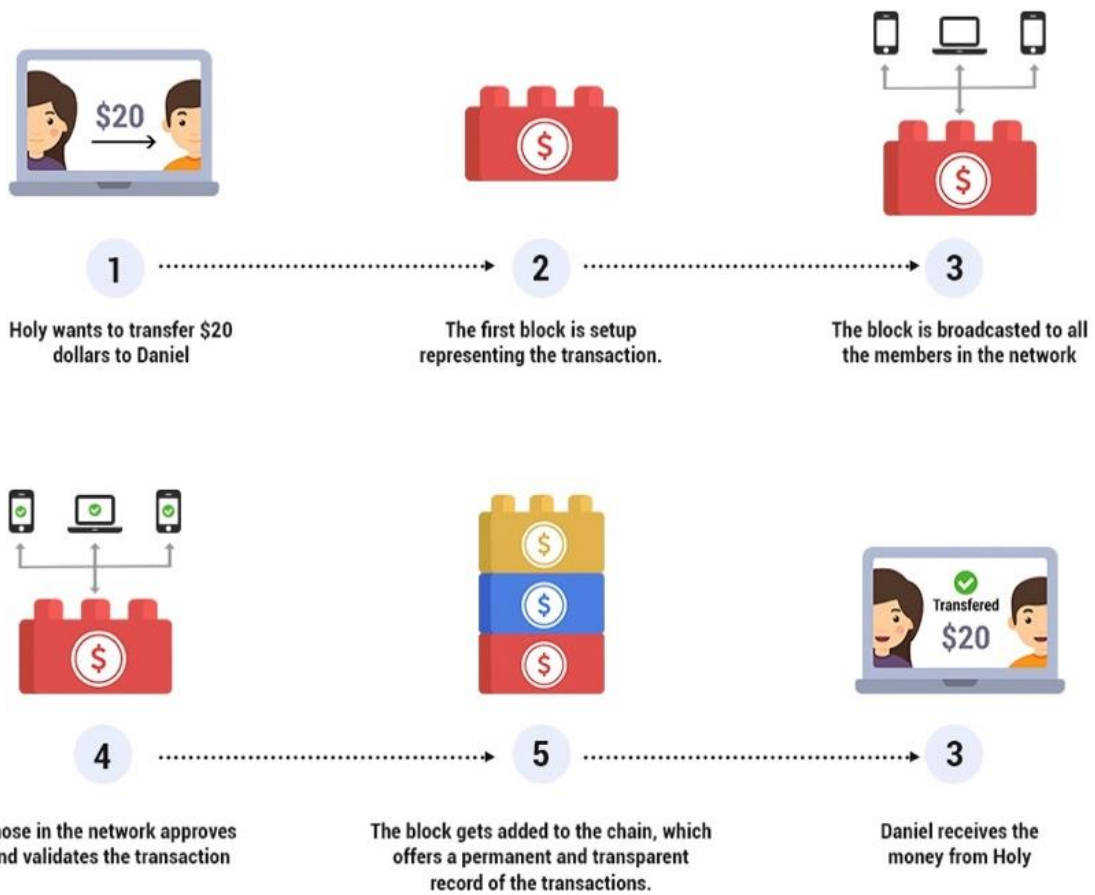 $20
$
$
1
2
3
Holy wants to transfer $20
dollars to Daniel
The first block is setup
representing the transaction.
The block is broadcasted to all
the members in the network
$
$
$
$
Transfered
$20
4
5
3
in the network approves
validates the transaction
The block gets added to the chain, which
offers a permanent and transparent
record of the transactions.
Daniel receives the
money from Holy